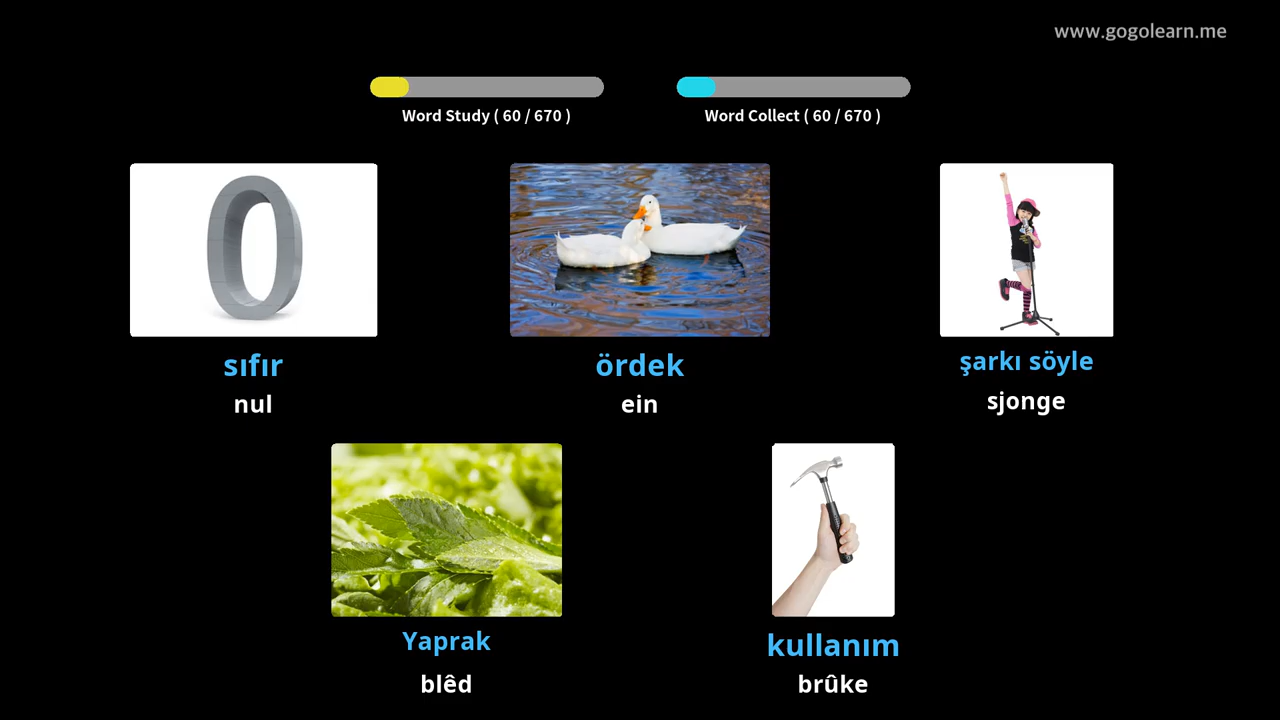 www.gogolearn.me
Word Study ( 60 / 670 )
Word Collect ( 60 / 670 )
0
sıfır
nul
ördek
ein
şarkı söyle
sjonge
Yaprak
blêd
kullanım
brûke